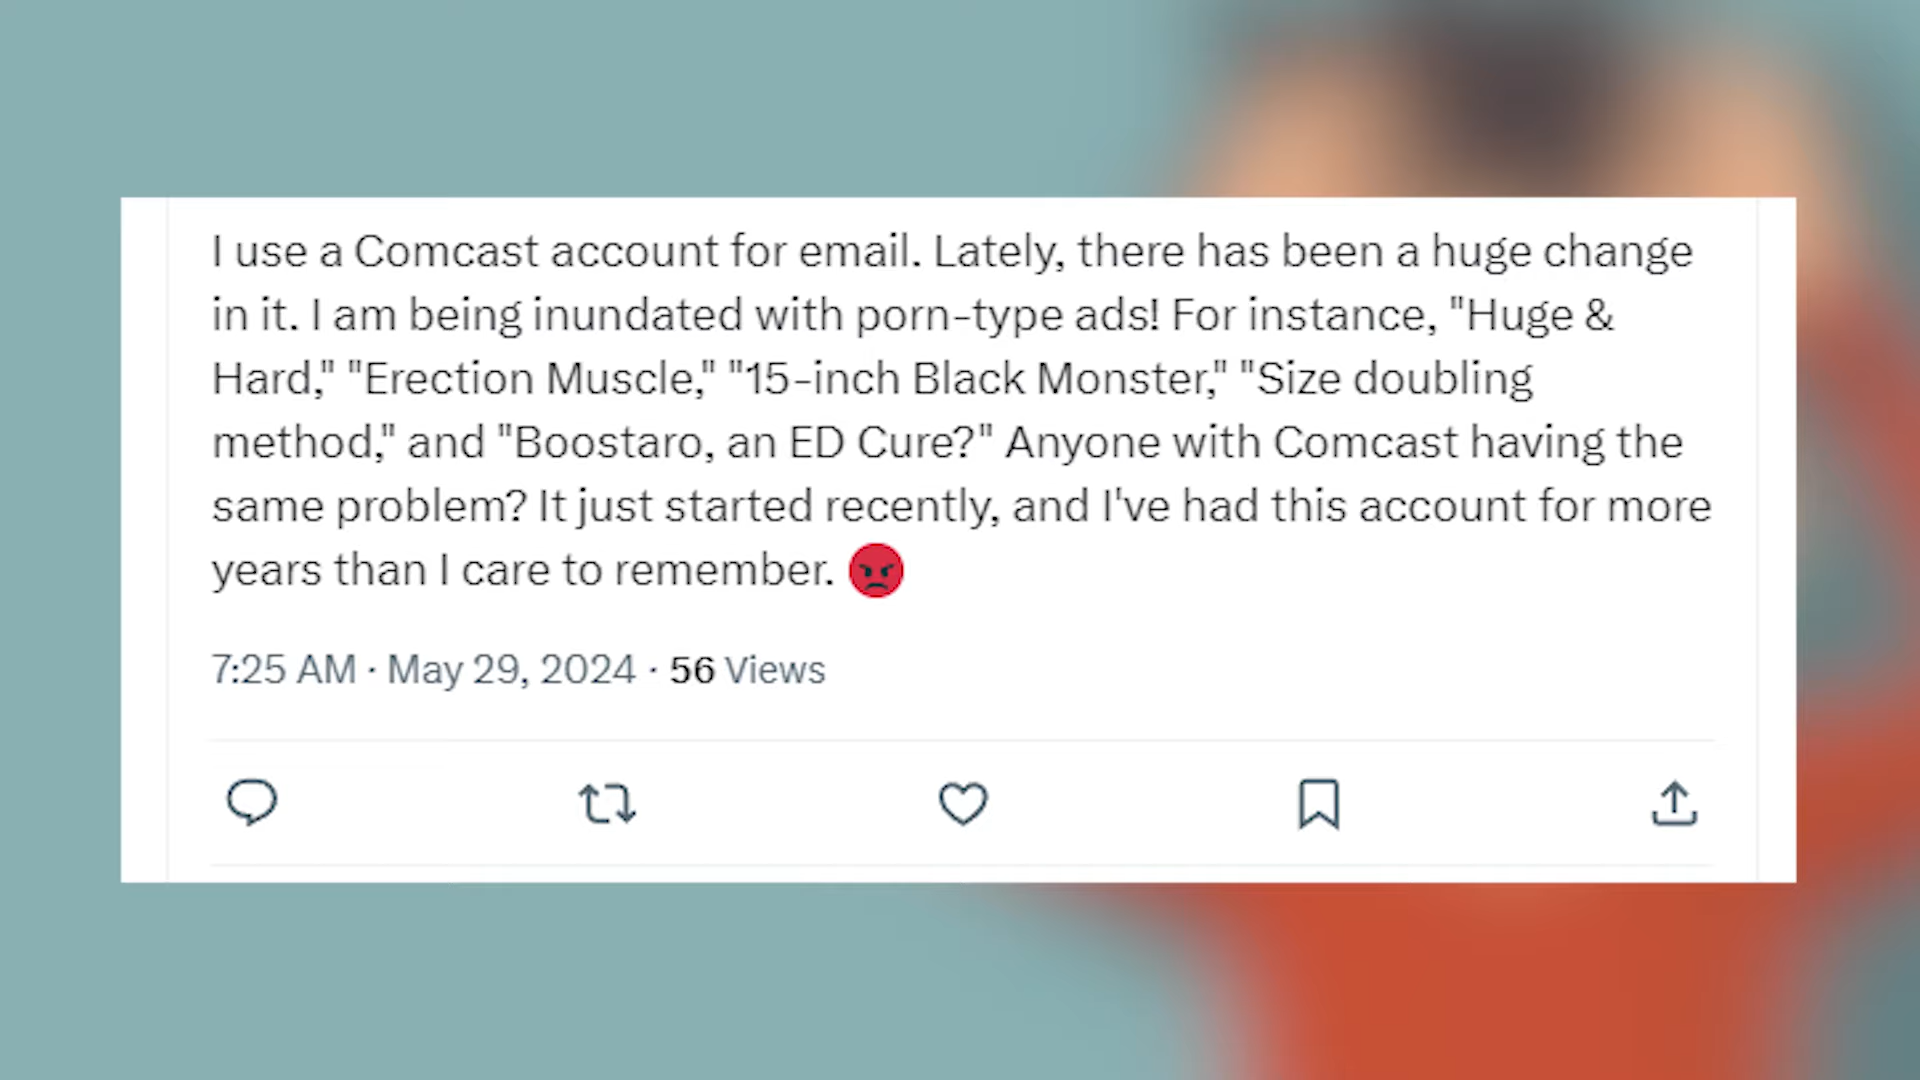 I use a Comcast account for email. Lately, there has been a huge change
in it. I am being inundated with porn-type ads! For instance, "Huge &
Hard," "Erection Muscle," "15-inch Black Monster," "Size doubling
method," and "Boostaro, an ED Cure?" Anyone with Comcast having the
same problem? It just started recently, and I've had this account for more
years than I care to remember. 😡
7:25 AM · May 29, 2024 · 56 Views